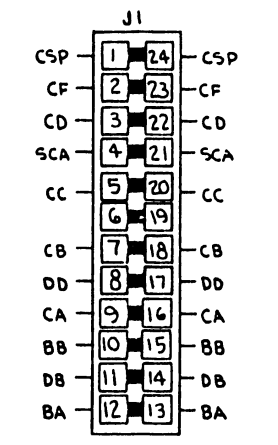 J1
CSP 1 24 CSP
CF 2 23 CF
CD 3 22 CD
SCA 4 21 SCA
CC 5 20 CC
6 19
CB 7 18 CB
DD 8 17 DD
CA 9 16 CA
BB 10 15 BB
DB 11 14 DB
BA 12 13 BA